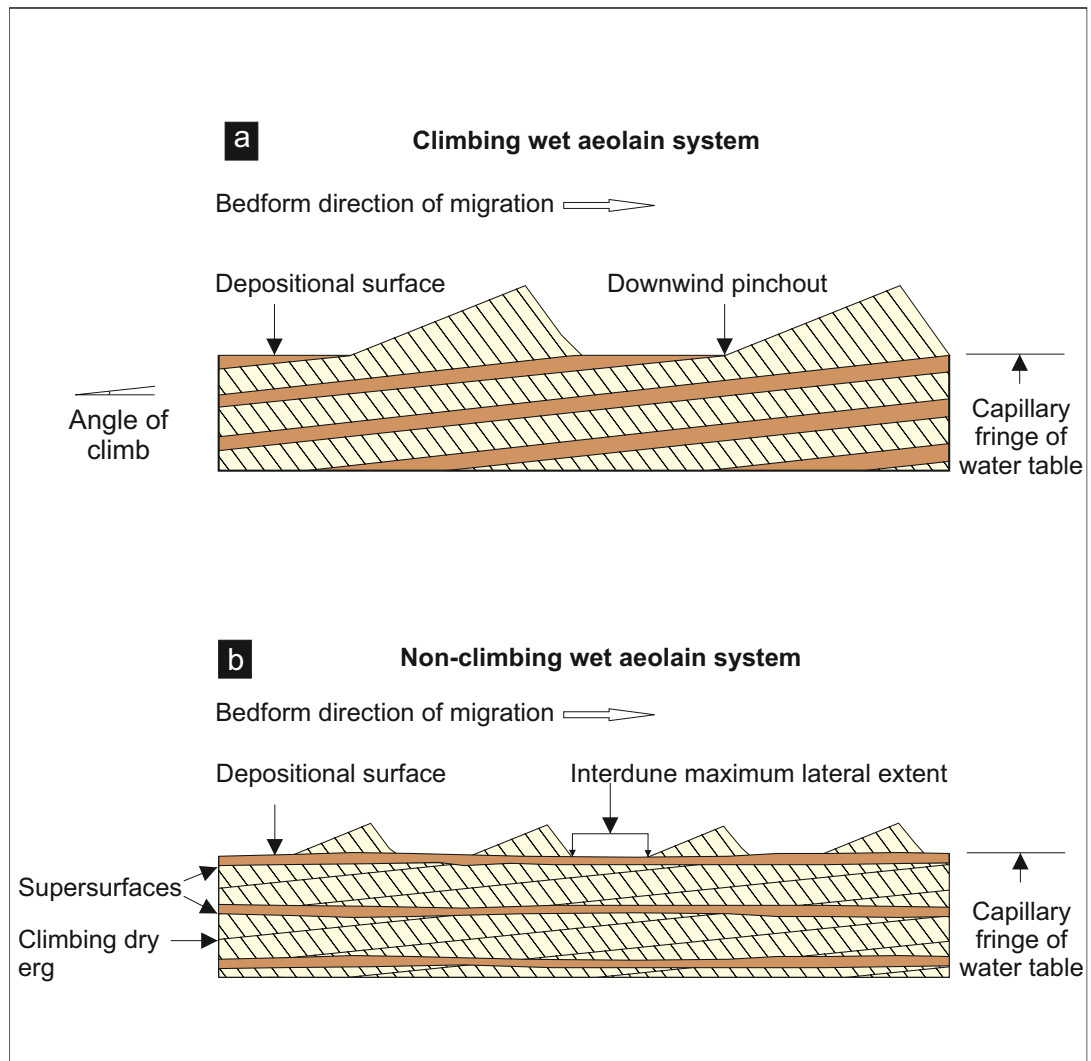 a
Climbing wet aeolain system
Bedform direction of migration
Depositional surface
Downwind pinchout
Angle of
climb
Capillary
fringe of
water table
b
Non-climbing wet aeolain system
Bedform direction of migration
Depositional surface
Interdune maximum lateral extent
Supersurfaces
Climbing dry
erg
Capillary
fringe of
water table